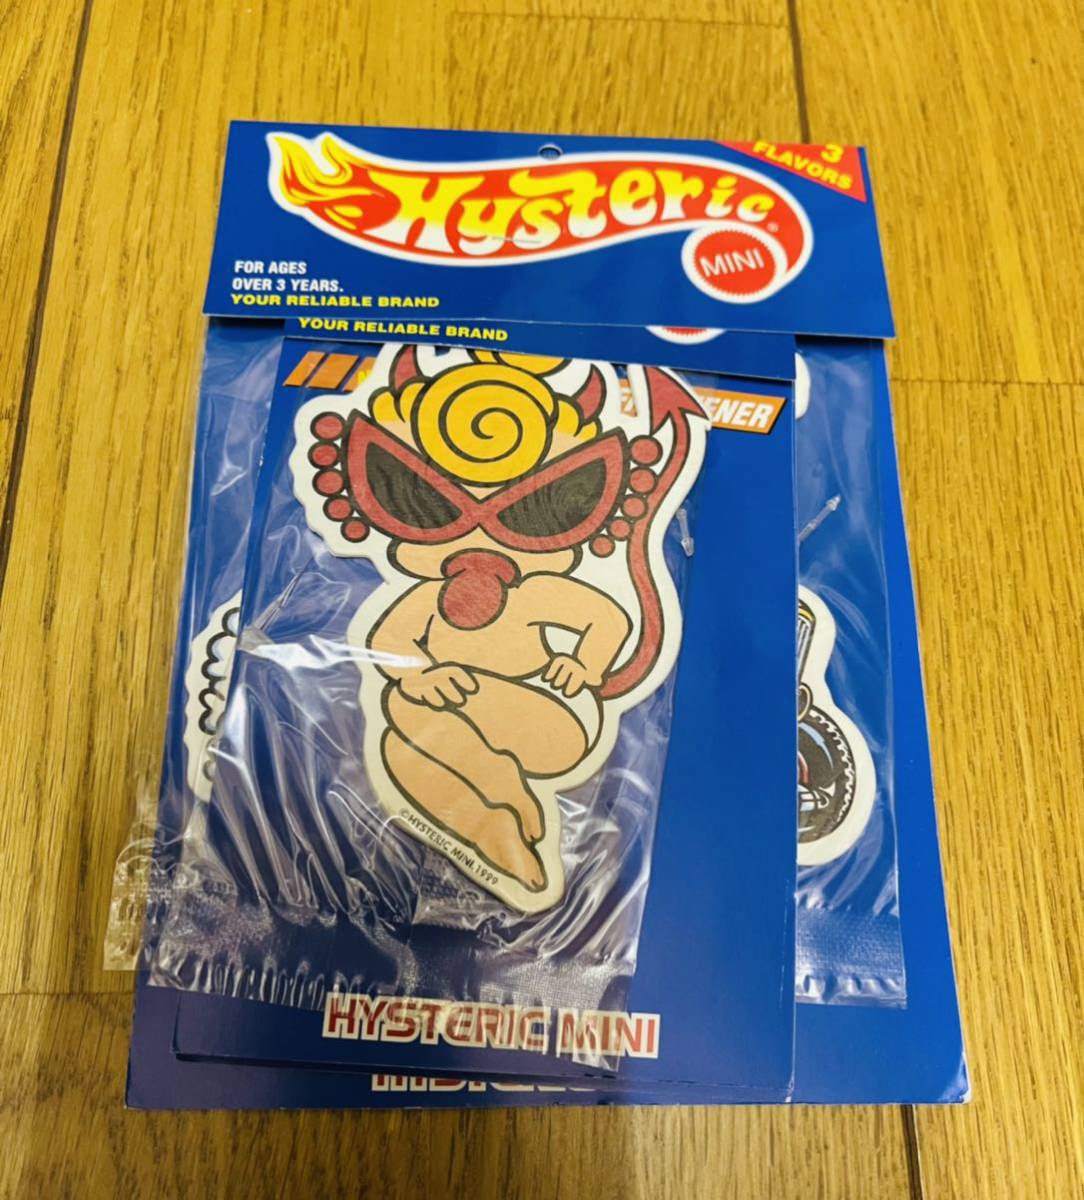 3
FLAVORS
Hysteric®
MINI
FOR AGES
OVER 3 YEARS.
YOUR RELIABLE BRAND
YOUR RELIABLE BRAND
©HYSTERIC MINI.1999
HYSTERIC MINI